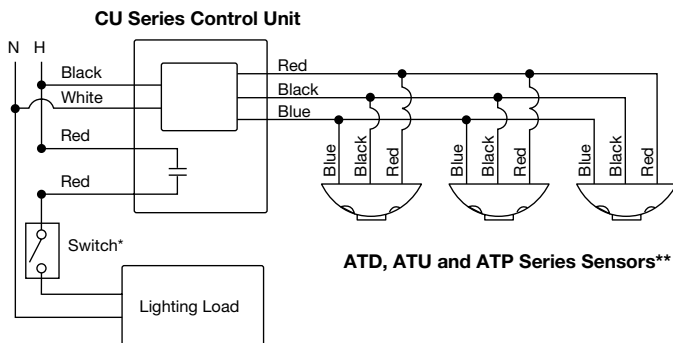 CU Series Control Unit
N H
Black
White
Red
Red
Red
Black
Blue
Blue
Black
Red
Blue
Black
Red
Blue
Black
Red
Switch*
ATD, ATU and ATP Series Sensors**
Lighting Load